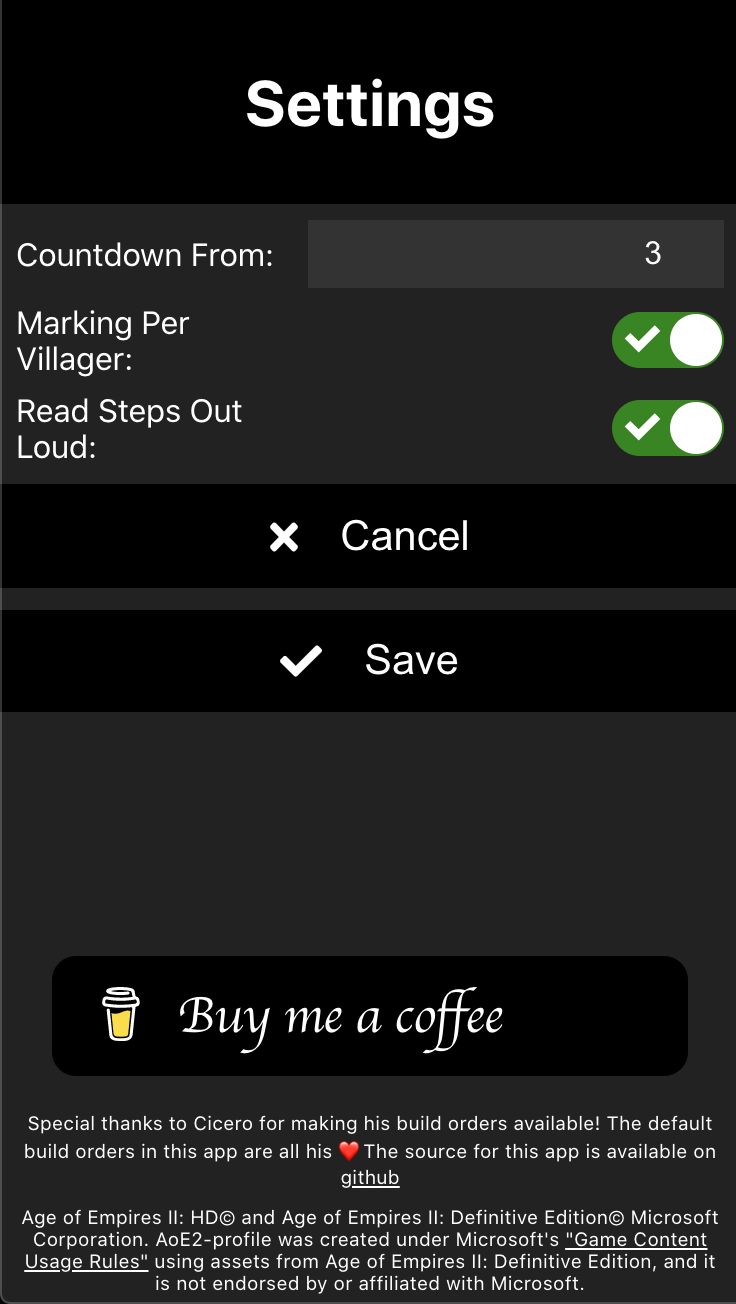 Settings
Countdown From:
3
Marking Per
Villager:
Read Steps Out
Loud:
Cancel
Save
Buy me a coffee
Special thanks to Cicero for making his build orders available! The default
build orders in this app are all his ❤️ The source for this app is available on
github
Age of Empires II: HD© and Age of Empires II: Definitive Edition© Microsoft
Corporation. AoE2-profile was created under Microsoft's "Game Content
Usage Rules" using assets from Age of Empires II: Definitive Edition, and it
is not endorsed by or affiliated with Microsoft.